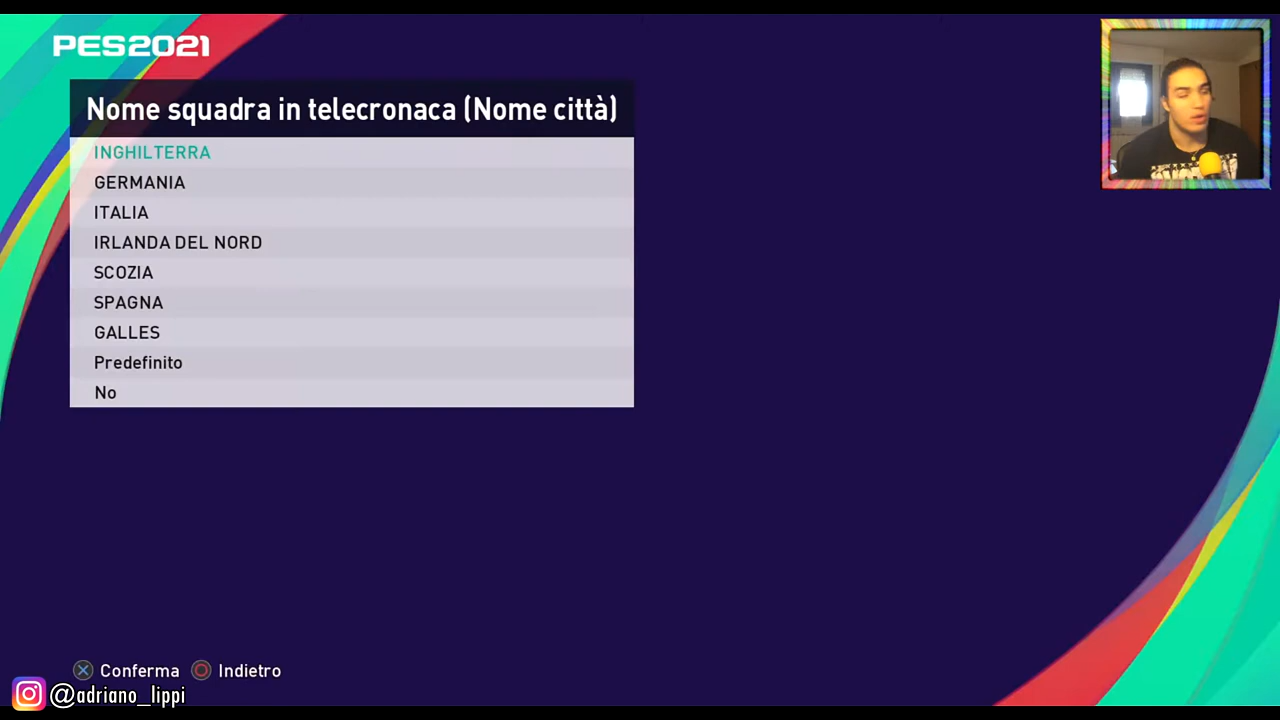 PES2021
Nome squadra in telecronaca (Nome città)
INGHILTERRA
GERMANIA
ITALIA
IRLANDA DEL NORD
SCOZIA
SPAGNA
GALLES
Predefinito
No
Conferma Indietro
@adriano_lippi